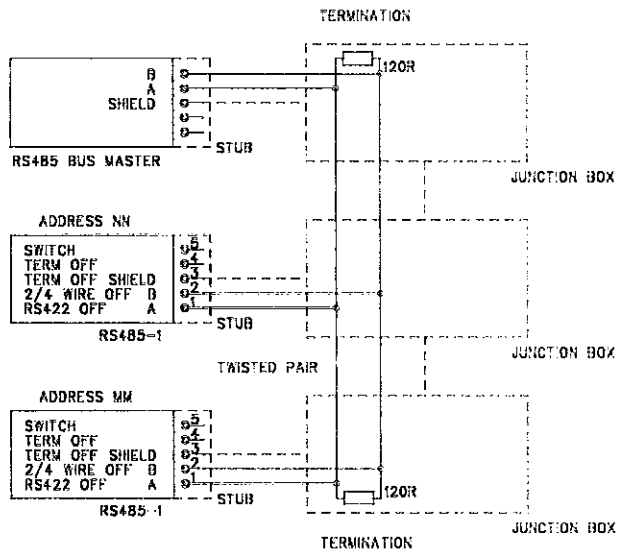 TERMINATION
120R
B
A
SHIELD
STUB
RS485 BUS MASTER
JUNCTION BOX
ADDRESS NN
SWITCH 5
TERM OFF 4
TERM OFF SHIELD 3
2/4 WIRE OFF B 2
RS422 OFF A 1
STUB
RS485-1
JUNCTION BOX
TWISTED PAIR
ADDRESS MM
SWITCH 5
TERM OFF 4
TERM OFF SHIELD 3
2/4 WIRE OFF B 2
RS422 OFF A 1
120R
STUB
RS485-1
JUNCTION BOX
TERMINATION